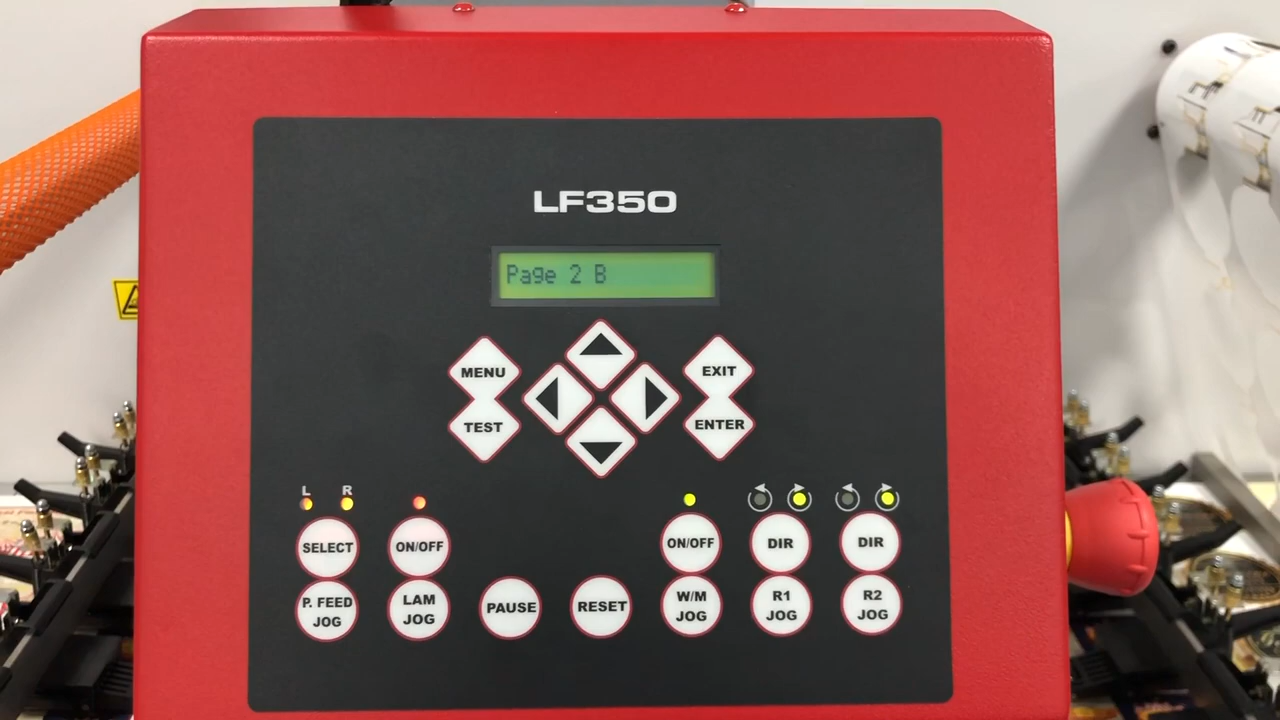 LF350
Page 2 B
MENU
EXIT
TEST
ENTER
L R
SELECT
ON/OFF
ON/OFF
DIR
DIR
P. FEED
JOG
LAM
JOG
PAUSE
RESET
W/M
JOG
R1
JOG
R2
JOG